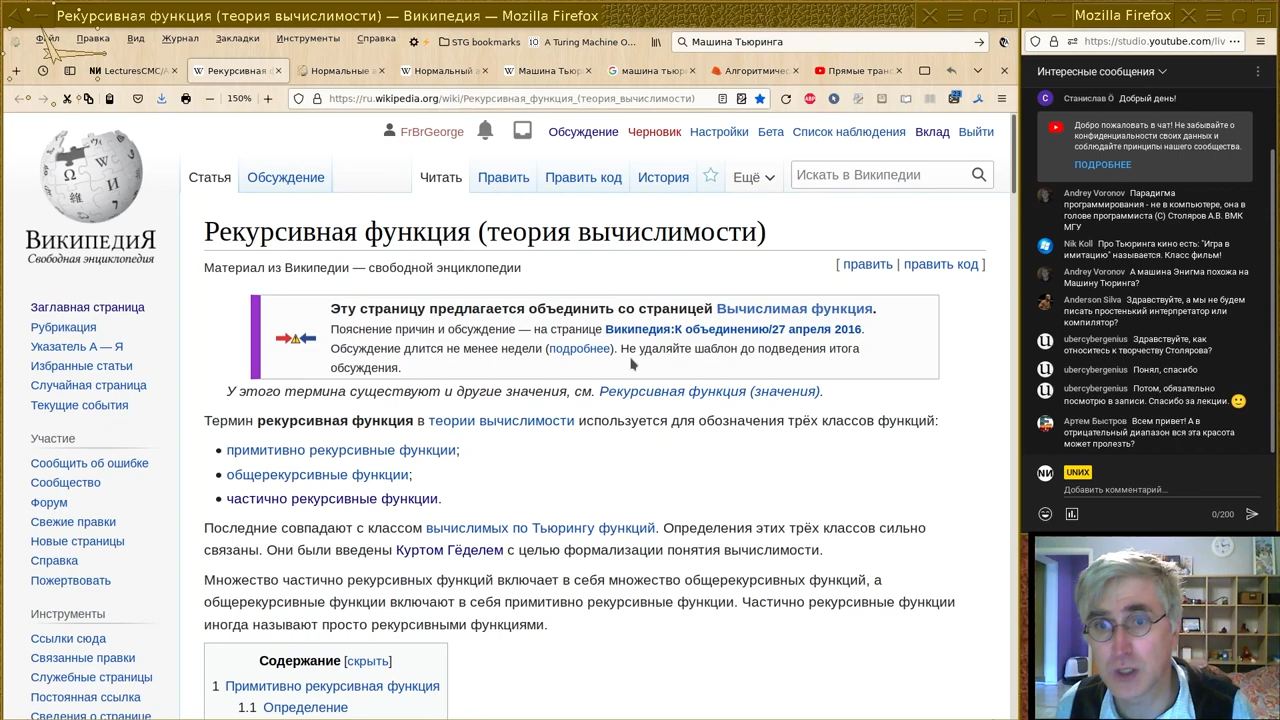 Рекурсивная функция (теория вычислимости) — Википедия — Mozilla Firefox
Файл Правка Вид Журнал Закладки Инструменты Справка
STG bookmarks
A Turing Machine O...
Машина Тьюринга
LecturesCMC/
Рекурсивная
Нормальные а
Нормальный а
Машина Тьюр
машина тьюр
Алгоритмичес
Прямые тран
150%
https://ru.wikipedia.org/wiki/Рекурсивная_функция_(теория_вычислимости)
ВикипедиЯ
Свободная энциклопедия
Заглавная страница
Рубрикация
Указатель А — Я
Избранные статьи
Случайная страница
Текущие события
Участие
Сообщить об ошибке
Сообщество
Форум
Свежие правки
Новые страницы
Справка
Пожертвовать
Инструменты
Ссылки сюда
Связанные правки
Служебные страницы
Постоянная ссылка
Сведения о странице
FrBrGeorge
Обсуждение Черновик Настройки Бета Список наблюдения Вклад Выйти
Статья Обсуждение Читать Править Править код История Ещё
Искать в Википедии
Рекурсивная функция (теория вычислимости)
Материал из Википедии — свободной энциклопедии
[ править | править код ]
Эту страницу предлагается объединить со страницей Вычислимая функция.
Пояснение причин и обсуждение — на странице Википедия:К объединению/27 апреля 2016.
Обсуждение длится не менее недели (подробнее). Не удаляйте шаблон до подведения итога
обсуждения.
У этого термина существуют и другие значения, см. Рекурсивная функция (значения).
Термин рекурсивная функция в теории вычислимости используется для обозначения трёх классов функций:
• примитивно рекурсивные функции;
• общерекурсивные функции;
• частично рекурсивные функции.
Последние совпадают с классом вычислимых по Тьюрингу функций. Определения этих трёх классов сильно
связаны. Они были введены Куртом Гёделем с целью формализации понятия вычислимости.
Множество частично рекурсивных функций включает в себя множество общерекурсивных функций, а
общерекурсивные функции включают в себя примитивно рекурсивные функции. Частично рекурсивные функции
иногда называют просто рекурсивными функциями.
Содержание [скрыть]
1 Примитивно рекурсивная функция
1.1 Определение
Mozilla Firefox
https://studio.youtube.com/liv
Интересные сообщения
Станислав Ö Добрый день!
Добро пожаловать в чат! Не забывайте о
конфиденциальности своих данных и
соблюдайте принципы нашего сообщества.
ПОДРОБНЕЕ
Andrey Voronov Парадигма
программирования - не в компьютере, она в
голове программиста (С) Столяров А.В. ВМК
МГУ
Nik Koll Про Тьюринга кино есть: "Игра в
имитацию" называется. Класс фильм!
Andrey Voronov А машина Энигма похожа на
Машину Тюринга?
Anderson Silva Здравствуйте, а мы не будем
писать простенький интерпретатор или
компилятор?
ubercybergenius Здравствуйте, как
относитесь к творчеству Столярова?
ubercybergenius Понял, спасибо
ubercybergenius Потом, обязательно
посмотрю в записи. Спасибо за лекции.
Артем Быстров Всем привет! А в
отрицательный диапазон вся эта красота
может пролезть?
UNИX
Добавить комментарий...
0/200